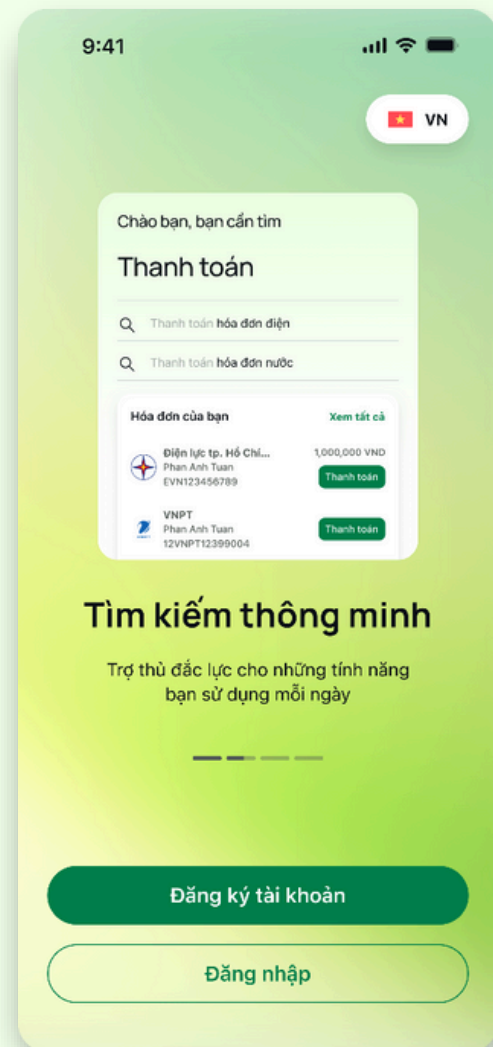 9:41
VN
Chào bạn, bạn cần tìm
Thanh toán
Thanh toán hóa đơn điện
Thanh toán hóa đơn nước
Hóa đơn của bạn
Xem tất cả
Điện lực tp. Hồ Chí...
1,000,000 VND
Phan Anh Tuan
Thanh toán
EVN123456789
VNPT
Phan Anh Tuan
Thanh toán
12VNPT12399004
Tìm kiếm thông minh
Trợ thủ đắc lực cho những tính năng
bạn sử dụng mỗi ngày
Đăng ký tài khoản
Đăng nhập